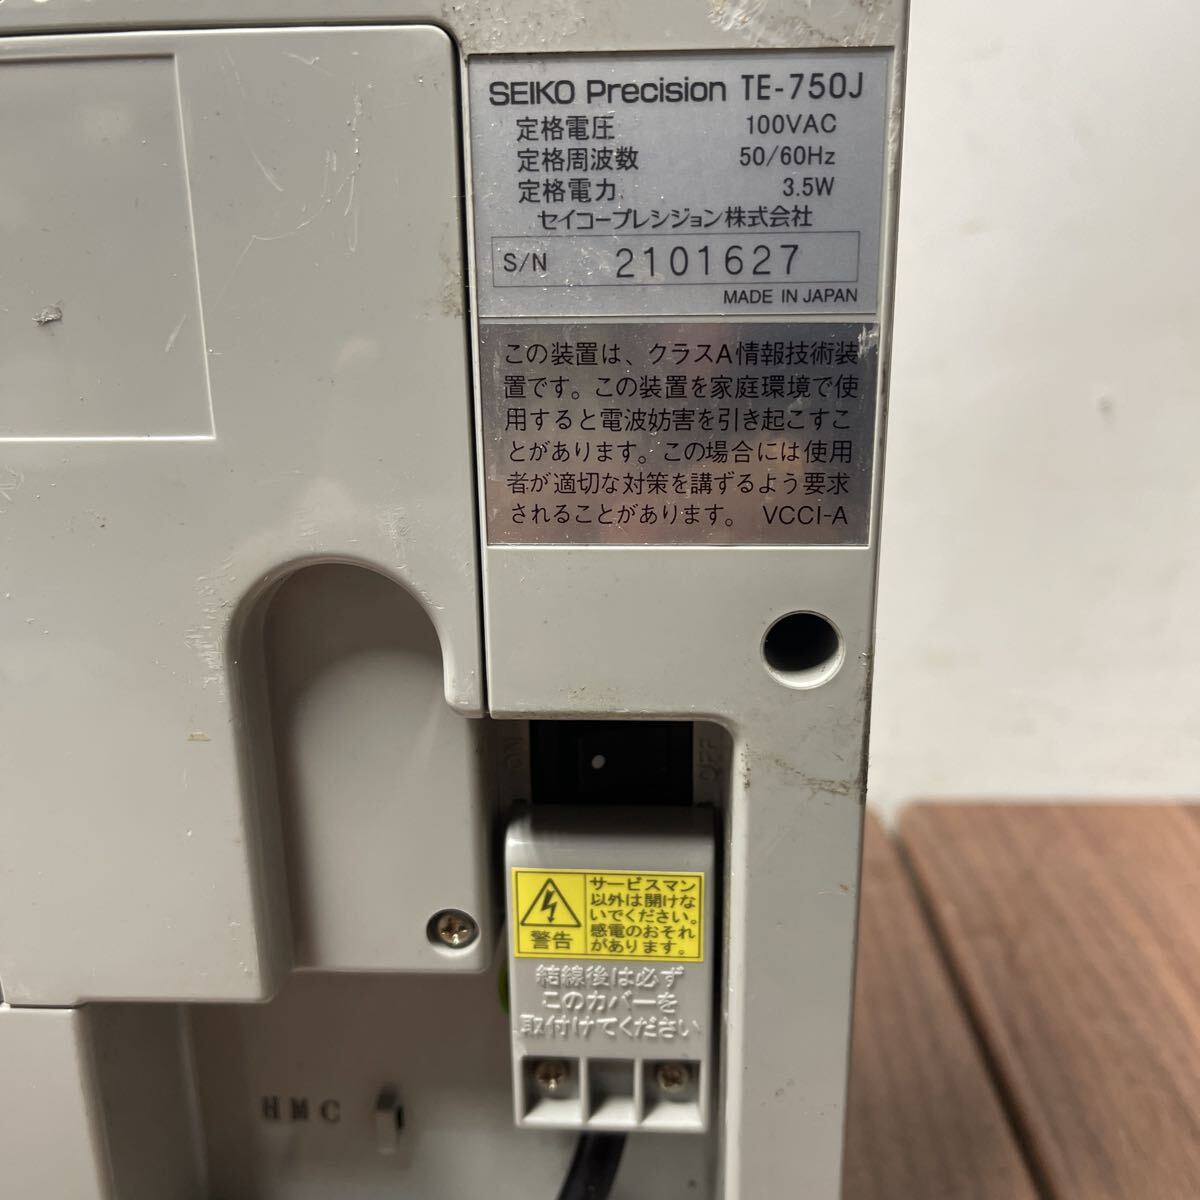 SEIKO Precision TE-750J
定格電圧 100VAC
定格周波数 50/60Hz
定格電力 3.5W
セイコープレシジョン株式会社
S/N 2101627
MADE IN JAPAN
この装置は、クラスA情報技術装
置です。この装置を家庭環境で使
用すると電波妨害を引き起こすこ
とがあります。この場合には使用
者が適切な対策を講ずるよう要求
されることがあります。 VCCI-A
ON
OFF
警告
サービスマン
以外は開けな
いでください。
感電のおそれ
があります。
結線後は必ず
このカバーを
取付けてください
HMC